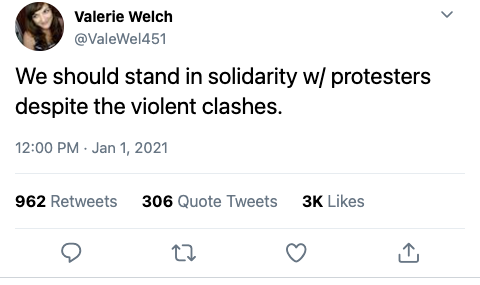 Valerie Welch
@ValeWel451
We should stand in solidarity w/ protesters
despite the violent clashes.
12:00 PM · Jan 1, 2021
962 Retweets 306 Quote Tweets 3K Likes